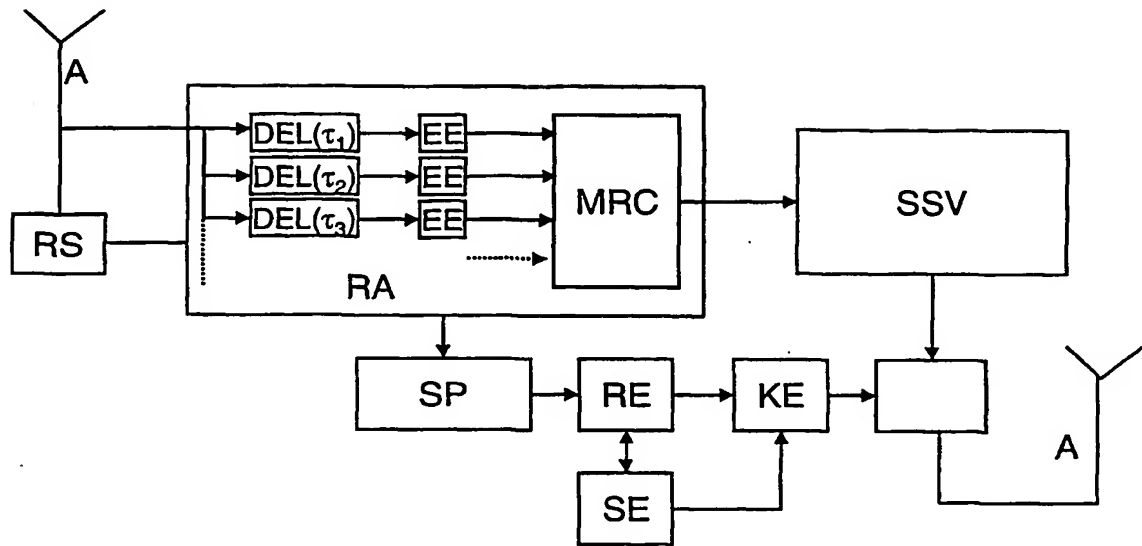 A
DEL(τ₁) EE
DEL(τ₂) EE
DEL(τ₃) EE
MRC
SSV
RS
RA
SP
RE
KE
A
SE